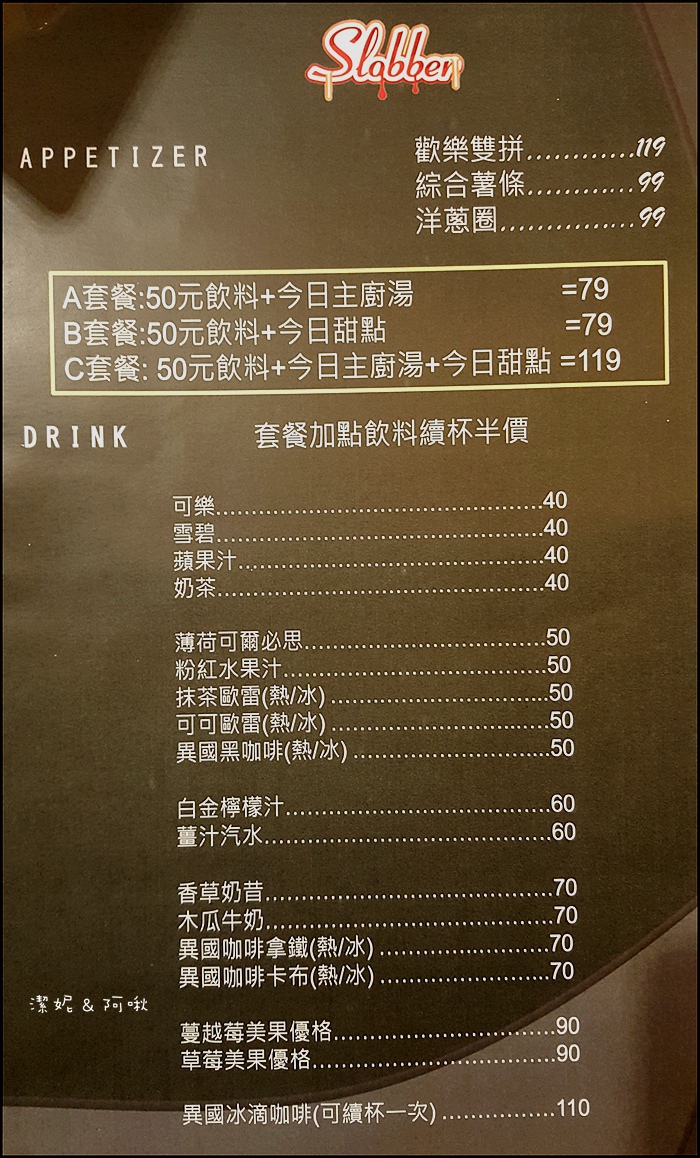 Slabber
APPETIZER
歡樂雙拼............119
綜合薯條............99
洋蔥圈...............99
A套餐:50元飲料+今日主廚湯 =79
B套餐:50元飲料+今日甜點 =79
C套餐: 50元飲料+今日主廚湯+今日甜點 =119
DRINK 套餐加點飲料續杯半價
可樂................................................40
雪碧................................................40
蘋果汁.............................................40
奶茶................................................40
薄荷可爾必思...................................50
粉紅水果汁......................................50
抹茶歐雷(熱/冰) ...............................50
可可歐雷(熱/冰) ...............................50
異國黑咖啡(熱/冰) ............................50
白金檸檬汁......................................60
薑汁汽水.........................................60
香草奶昔.........................................70
木瓜牛奶.........................................70
異國咖啡拿鐵(熱/冰) ........................70
異國咖啡卡布(熱/冰) ........................70
潔妮 & 阿啾
蔓越莓美果優格................................90
草莓美果優格...................................90
異國冰滴咖啡(可續杯一次) ................110